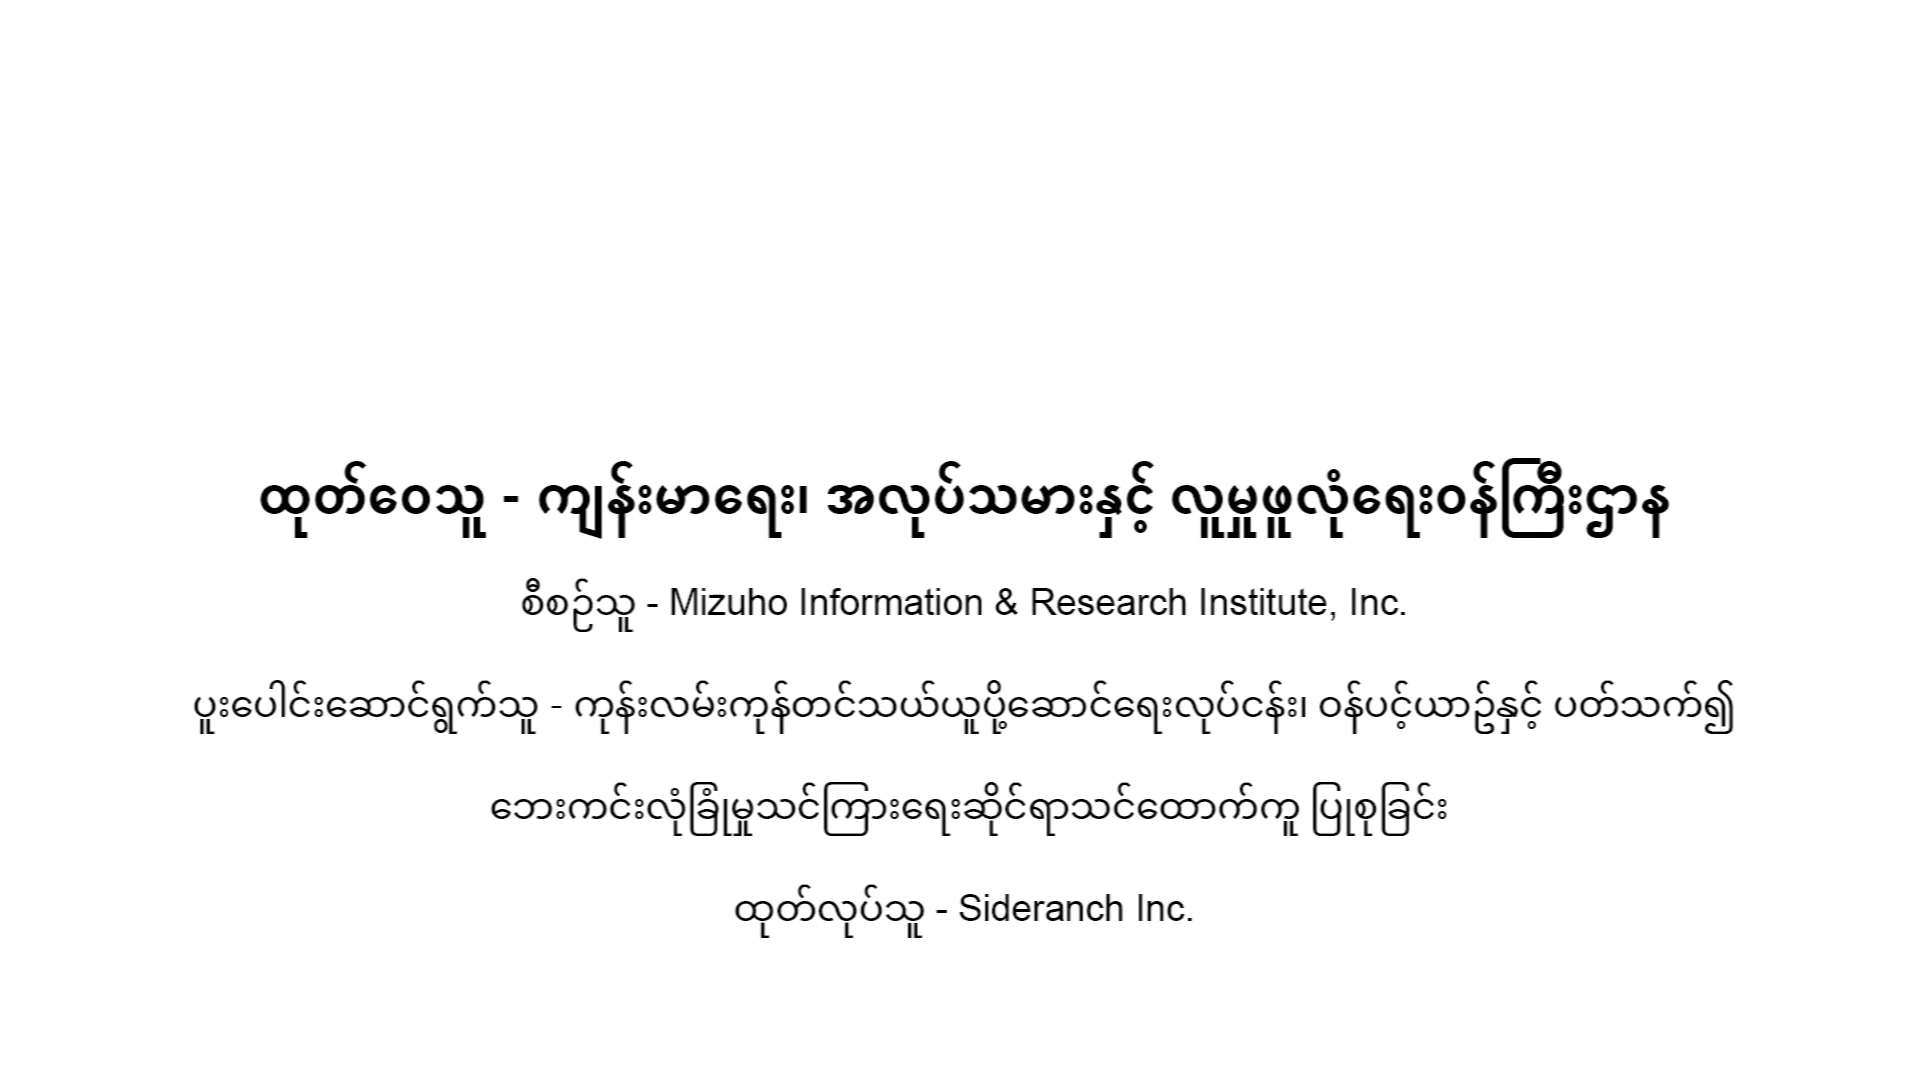 ထုတ်ဝေသူ - ကျန်းမာရေး၊ အလုပ်သမားနှင့် လူမှုဖူလုံရေးဝန်ကြီးဌာန
စီစဉ်သူ - Mizuho Information & Research Institute, Inc.
ပူးပေါင်းဆောင်ရွက်သူ - ကုန်းလမ်းကုန်တင်သယ်ယူပို့ဆောင်ရေးလုပ်ငန်း၊ ဝန်ပင့်ယာဥ်နှင့် ပတ်သက်၍
ဘေးကင်းလုံခြုံမှုသင်ကြားရေးဆိုင်ရာသင်ထောက်ကူ ပြုစုခြင်း
ထုတ်လုပ်သူ - Sideranch Inc.